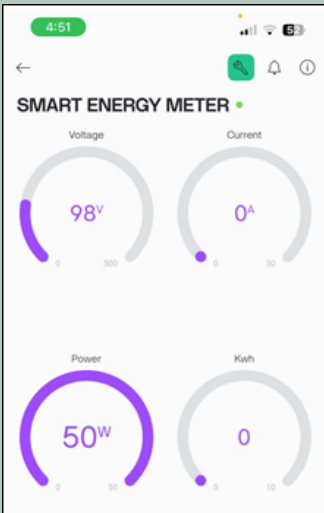 4:51
52
SMART ENERGY METER
Voltage
Current
98V
0A
0 500
0 30
Power
Kwh
50W
0
0 50
0 10